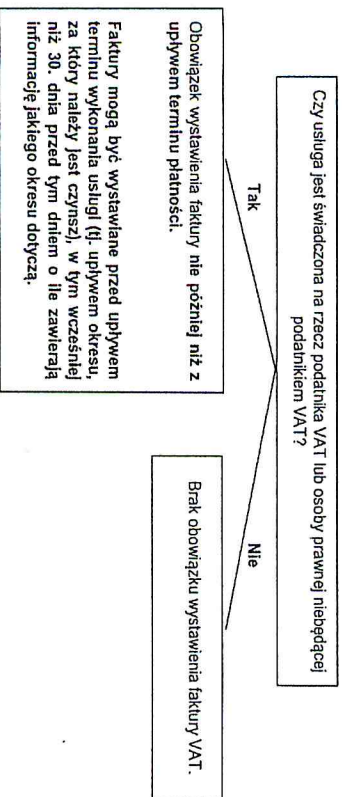 Czy usługa jest świadczona na rzecz podatnika VAT lub osoby prawnej niebędącej
podatnikiem VAT?
Tak
Nie
Obowiązek wystawienia faktury nie później niż z
upływem terminu płatności.
Faktury mogą być wystawiane przed upływem
terminu wykonania usługi (tj. upływem okresu,
za który należy jest czynsz), w tym wcześniej
niż 30. dnia przed tym dniem o ile zawierają
informację jakiego okresu dotyczą.
Brak obowiązku wystawienia faktury VAT.